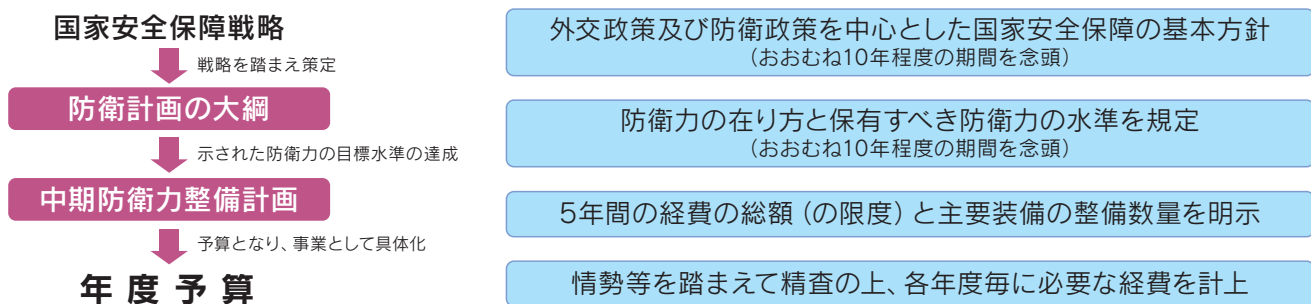 国家安全保障戦略
外交政策及び防衛政策を中心とした国家安全保障の基本方針
(おおむね10年程度の期間を念頭)
戦略を踏まえ策定
防衛計画の大綱
防衛力の在り方と保有すべき防衛力の水準を規定
(おおむね10年程度の期間を念頭)
示された防衛力の目標水準の達成
中期防衛力整備計画
5年間の経費の総額(の限度)と主要装備の整備数量を明示
予算となり、事業として具体化
年度予算
情勢等を踏まえて精査の上、各年度毎に必要な経費を計上